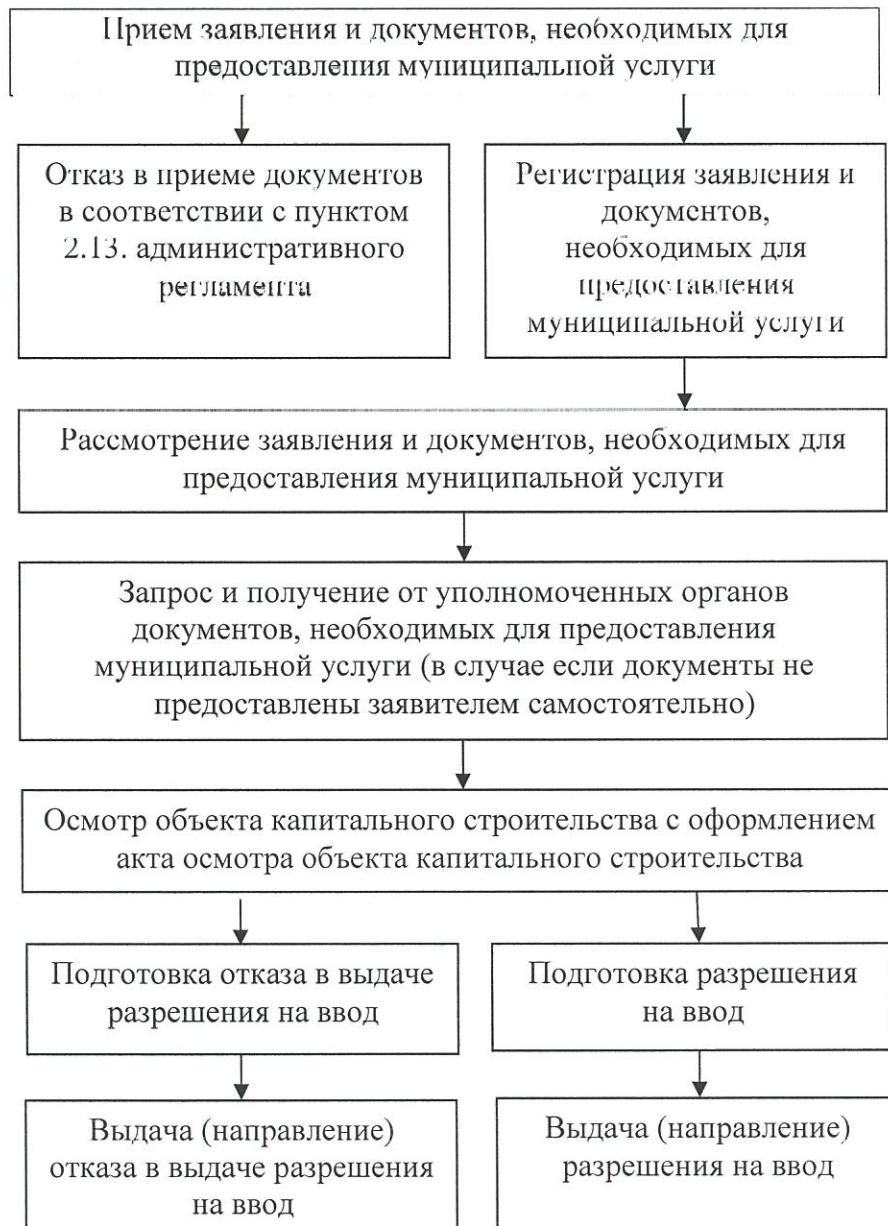 Прием заявления и документов, необходимых для
предоставления муниципальной услуги
Отказ в приеме документов
в соответствии с пунктом
2.13. административного
регламента
Регистрация заявления и
документов,
необходимых для
предоставления
муниципальной услуги
Рассмотрение заявления и документов, необходимых для
предоставления муниципальной услуги
Запрос и получение от уполномоченных органов
документов, необходимых для предоставления
муниципальной услуги (в случае если документы не
предоставлены заявителем самостоятельно)
Осмотр объекта капитального строительства с оформлением
акта осмотра объекта капитального строительства
Подготовка отказа в выдаче
разрешения на ввод
Подготовка разрешения
на ввод
Выдача (направление)
отказа в выдаче разрешения
на ввод
Выдача (направление)
разрешения на ввод